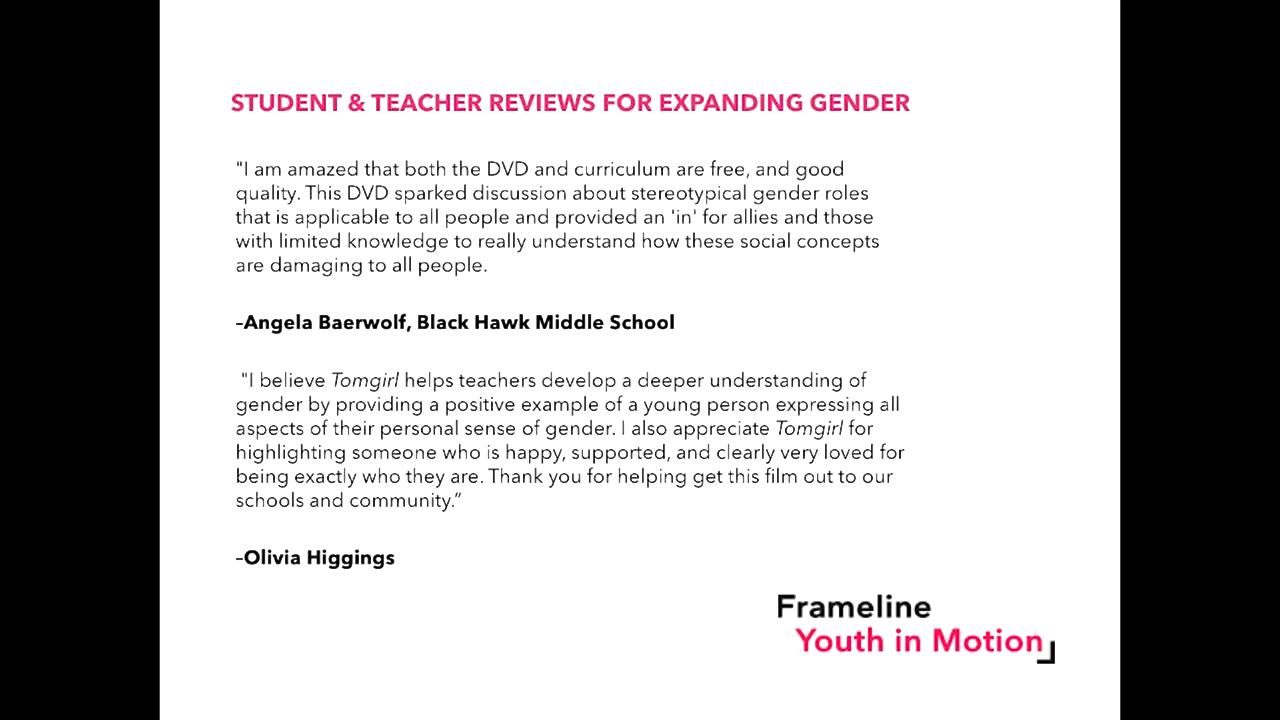 STUDENT & TEACHER REVIEWS FOR EXPANDING GENDER
"I am amazed that both the DVD and curriculum are free, and good
quality. This DVD sparked discussion about stereotypical gender roles
that is applicable to all people and provided an 'in' for allies and those
with limited knowledge to really understand how these social concepts
are damaging to all people.
–Angela Baerwolf, Black Hawk Middle School
"I believe Tomgirl helps teachers develop a deeper understanding of
gender by providing a positive example of a young person expressing all
aspects of their personal sense of gender. I also appreciate Tomgirl for
highlighting someone who is happy, supported, and clearly very loved for
being exactly who they are. Thank you for helping get this film out to our
schools and community.”
–Olivia Higgings
Frameline
Youth in Motion